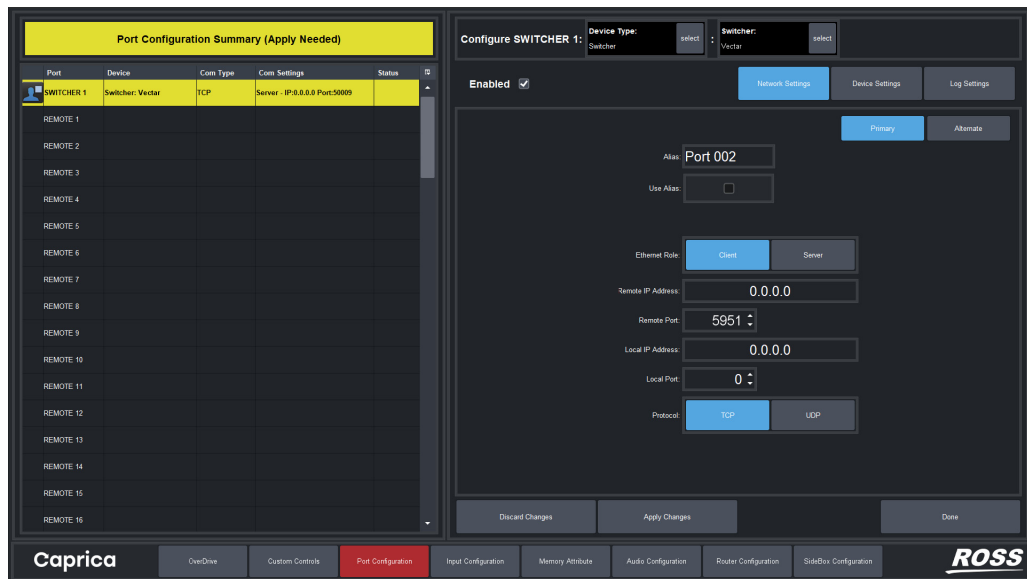 Port Configuration Summary (Apply Needed)
Port Device Com Type Com Settings Status
SWITCHER 1 Switcher: Vectar TCP Server - IP:0.0.0.0 Port:50009
REMOTE 1
REMOTE 2
REMOTE 3
REMOTE 4
REMOTE 5
REMOTE 6
REMOTE 7
REMOTE 8
REMOTE 9
REMOTE 10
REMOTE 11
REMOTE 12
REMOTE 13
REMOTE 14
REMOTE 15
REMOTE 16
Configure SWITCHER 1: Device Type: Switcher select : Switcher: Vectar select
Enabled Network Settings Device Settings Log Settings
Primary Alternate
Alias: Port 002
Use Alias:
Ethernet Role: Client Server
Remote IP Address: 0.0.0.0
Remote Port: 5951
Local IP Address: 0.0.0.0
Local Port: 0
Protocol: TCP UDP
Discard Changes Apply Changes Done
Caprica OverDrive Custom Controls Port Configuration Input Configuration Memory Attribute Audio Configuration Router Configuration SideBox Configuration ROSS